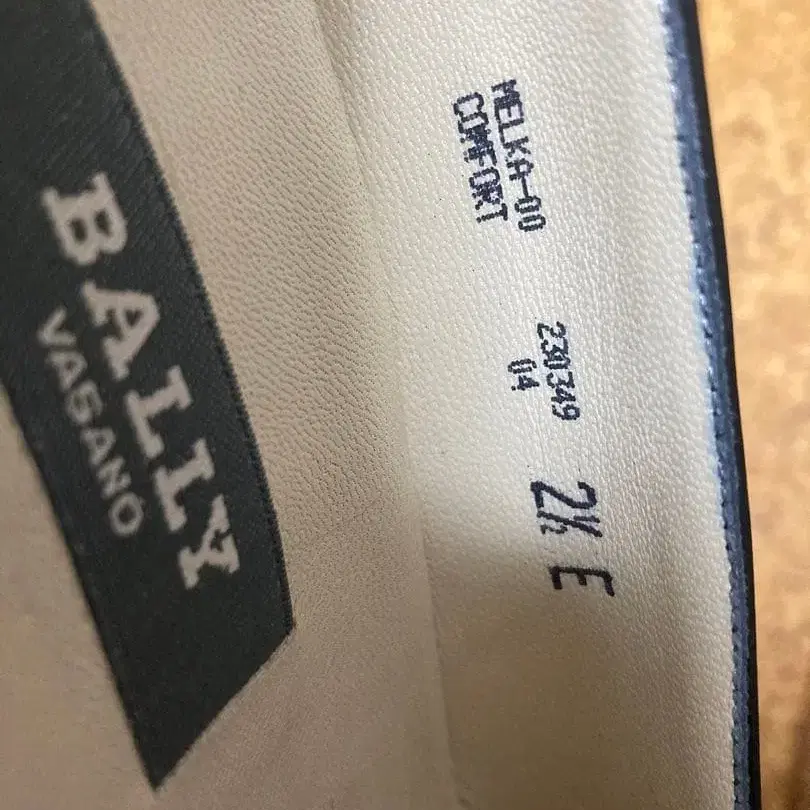 BALLY
VASANO
MELKA-00
COMFORT
230349
04
2½ E